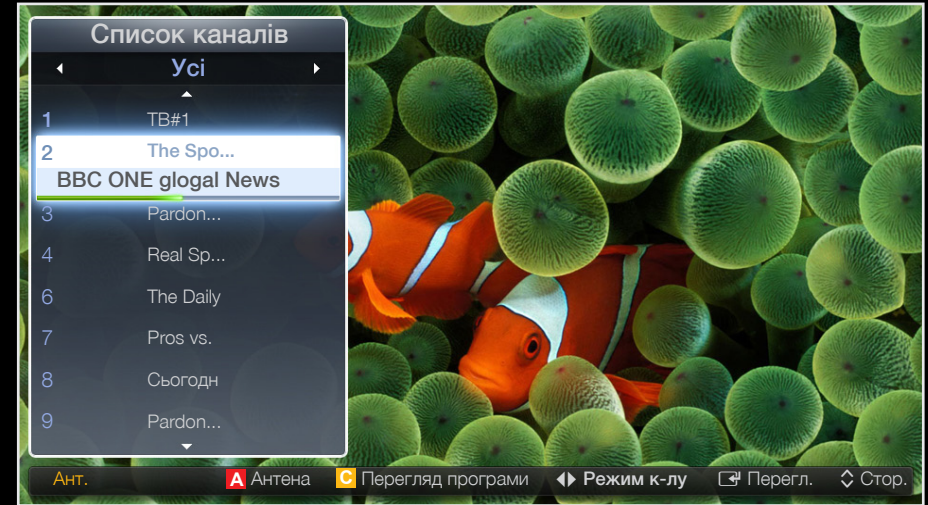 Список каналів
Усі
1 ТВ#1
2 The Spo...
BBC ONE glogal News
3 Pardon...
4 Real Sp...
6 The Daily
7 Pros vs.
8 Сьогодн
9 Pardon...
Ант. A Антена C Перегляд програми Режим к-лу Перегл. Стор.